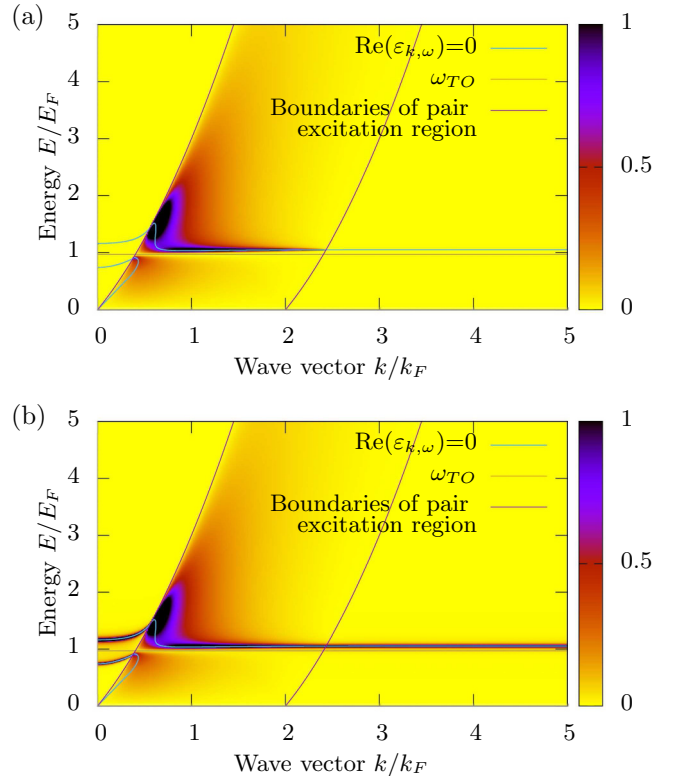 (a)
5
4
3
2
1
0
Energy E/E_F
Re(ε_{k,ω})=0
ω_{TO}
Boundaries of pair
excitation region
1
0.5
0
0 1 2 3 4 5
Wave vector k/k_F
(b)
5
4
3
2
1
0
Energy E/E_F
Re(ε_{k,ω})=0
ω_{TO}
Boundaries of pair
excitation region
1
0.5
0
0 1 2 3 4 5
Wave vector k/k_F